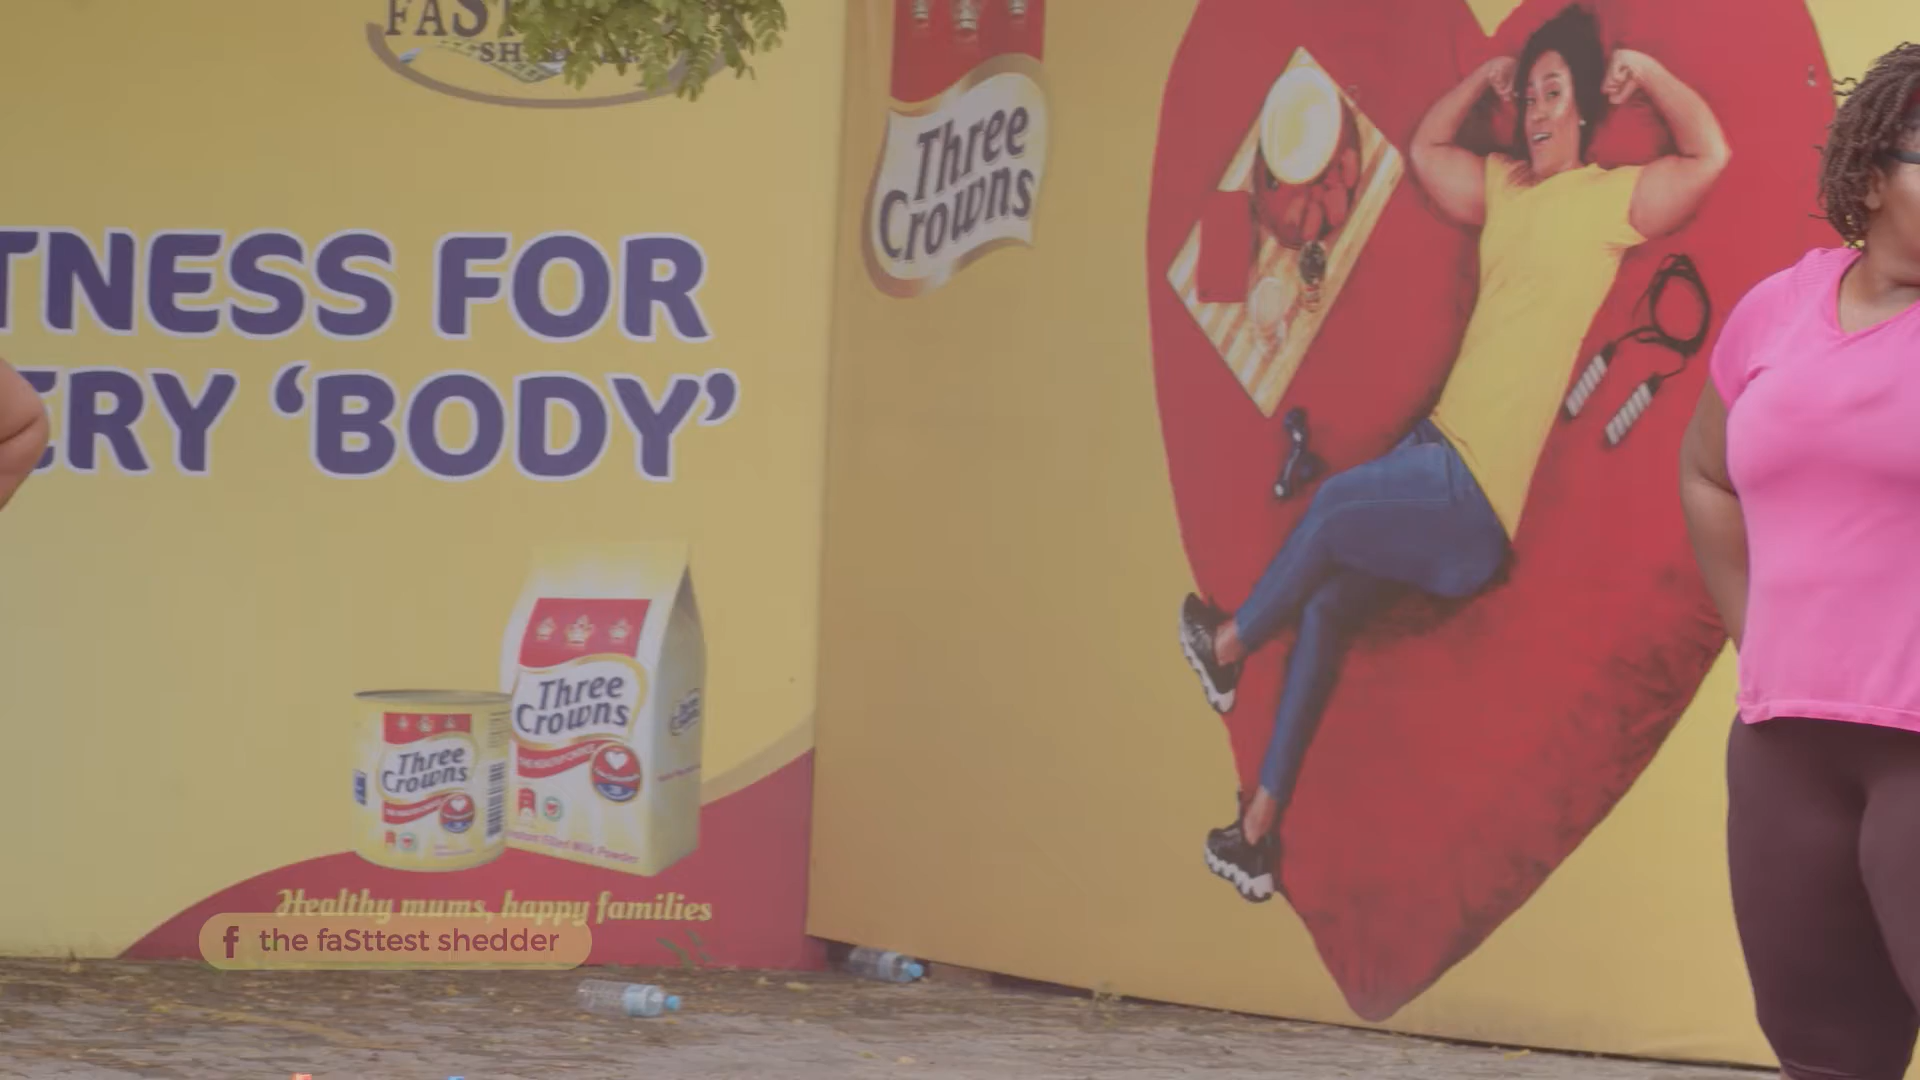 TNESS FOR
ERY ‘BODY’
Three
Crowns
Three
Crowns
Three
Crowns
Healthy mums, happy families
f the faSttest shedder